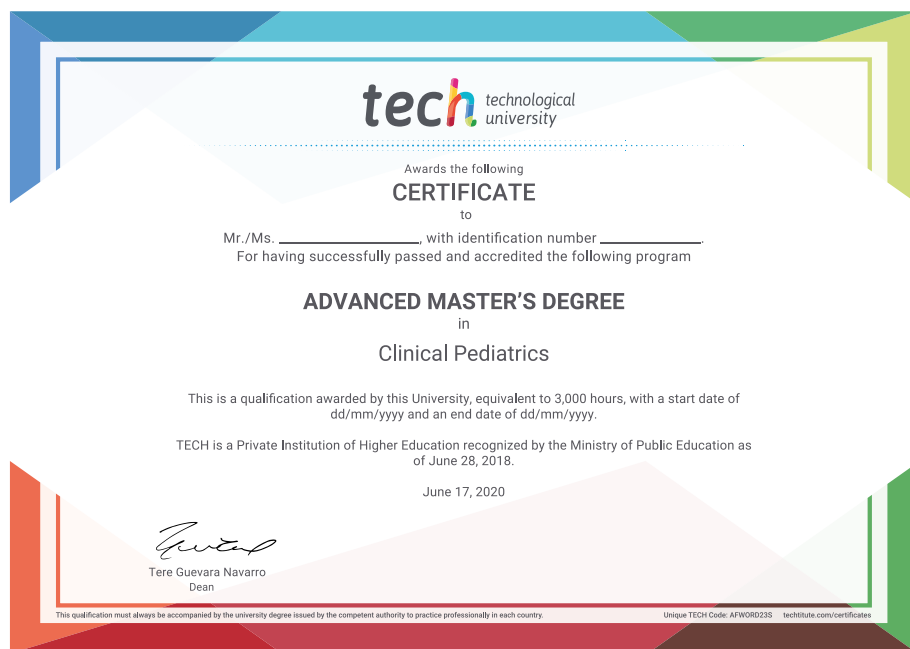 tech technological
university
Awards the following
CERTIFICATE
to
Mr./Ms. ____________________, with identification number ______________.
For having successfully passed and accredited the following program
ADVANCED MASTER’S DEGREE
in
Clinical Pediatrics
This is a qualification awarded by this University, equivalent to 3,000 hours, with a start date of
dd/mm/yyyy and an end date of dd/mm/yyyy.
TECH is a Private Institution of Higher Education recognized by the Ministry of Public Education as
of June 28, 2018.
June 17, 2020
Tere Guevara Navarro
Dean
This qualification must always be accompanied by the university degree issued by the competent authority to practice professionally in each country. Unique TECH Code: AFWORD23S techtitute.com/certificates